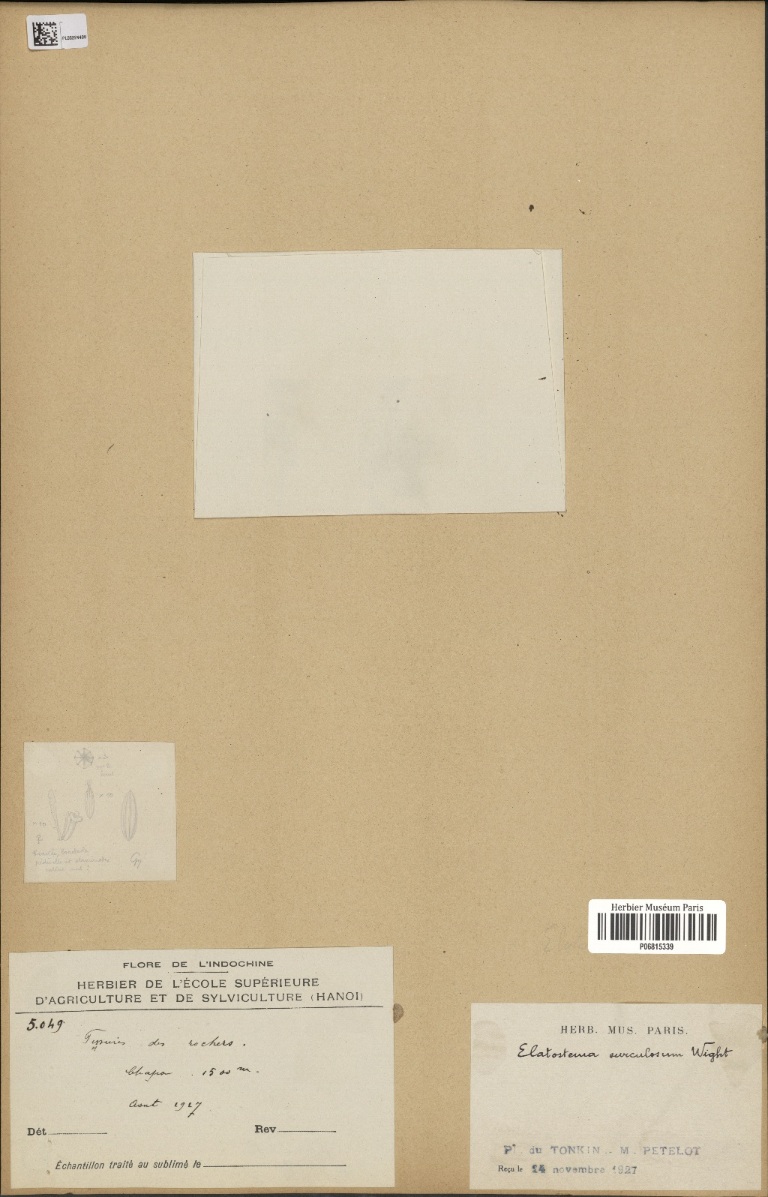 Herbier Muséum Paris
P06815339
FLORE DE L'INDOCHINE
HERBIER DE L'ÉCOLE SUPÉRIEURE
D'AGRICULTURE ET DE SYLVICULTURE (HANOI)
5.049
des rochers.
Chapa. 1500 m.
Aout 1927
Dét
Rev
Échantillon traité au sublimé le
HERB. MUS. PARIS.
Elatostema surculosum Wight
Pl. du TONKIN. M. PETELOT
Reçu le 14 novembre 1927